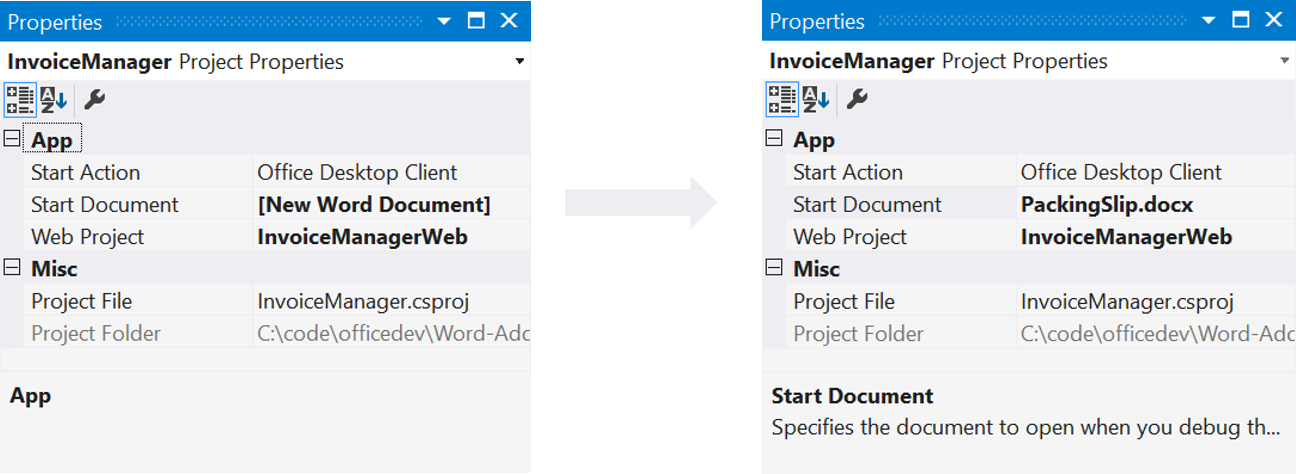 Properties
InvoiceManager Project Properties
App
Start Action Office Desktop Client
Start Document [New Word Document]
Web Project InvoiceManagerWeb
Misc
Project File InvoiceManager.csproj
Project Folder C:\code\officedev\Word-Add
App
Properties
InvoiceManager Project Properties
App
Start Action Office Desktop Client
Start Document PackingSlip.docx
Web Project InvoiceManagerWeb
Misc
Project File InvoiceManager.csproj
Project Folder C:\code\officedev\Word-Add
Start Document
Specifies the document to open when you debug th...